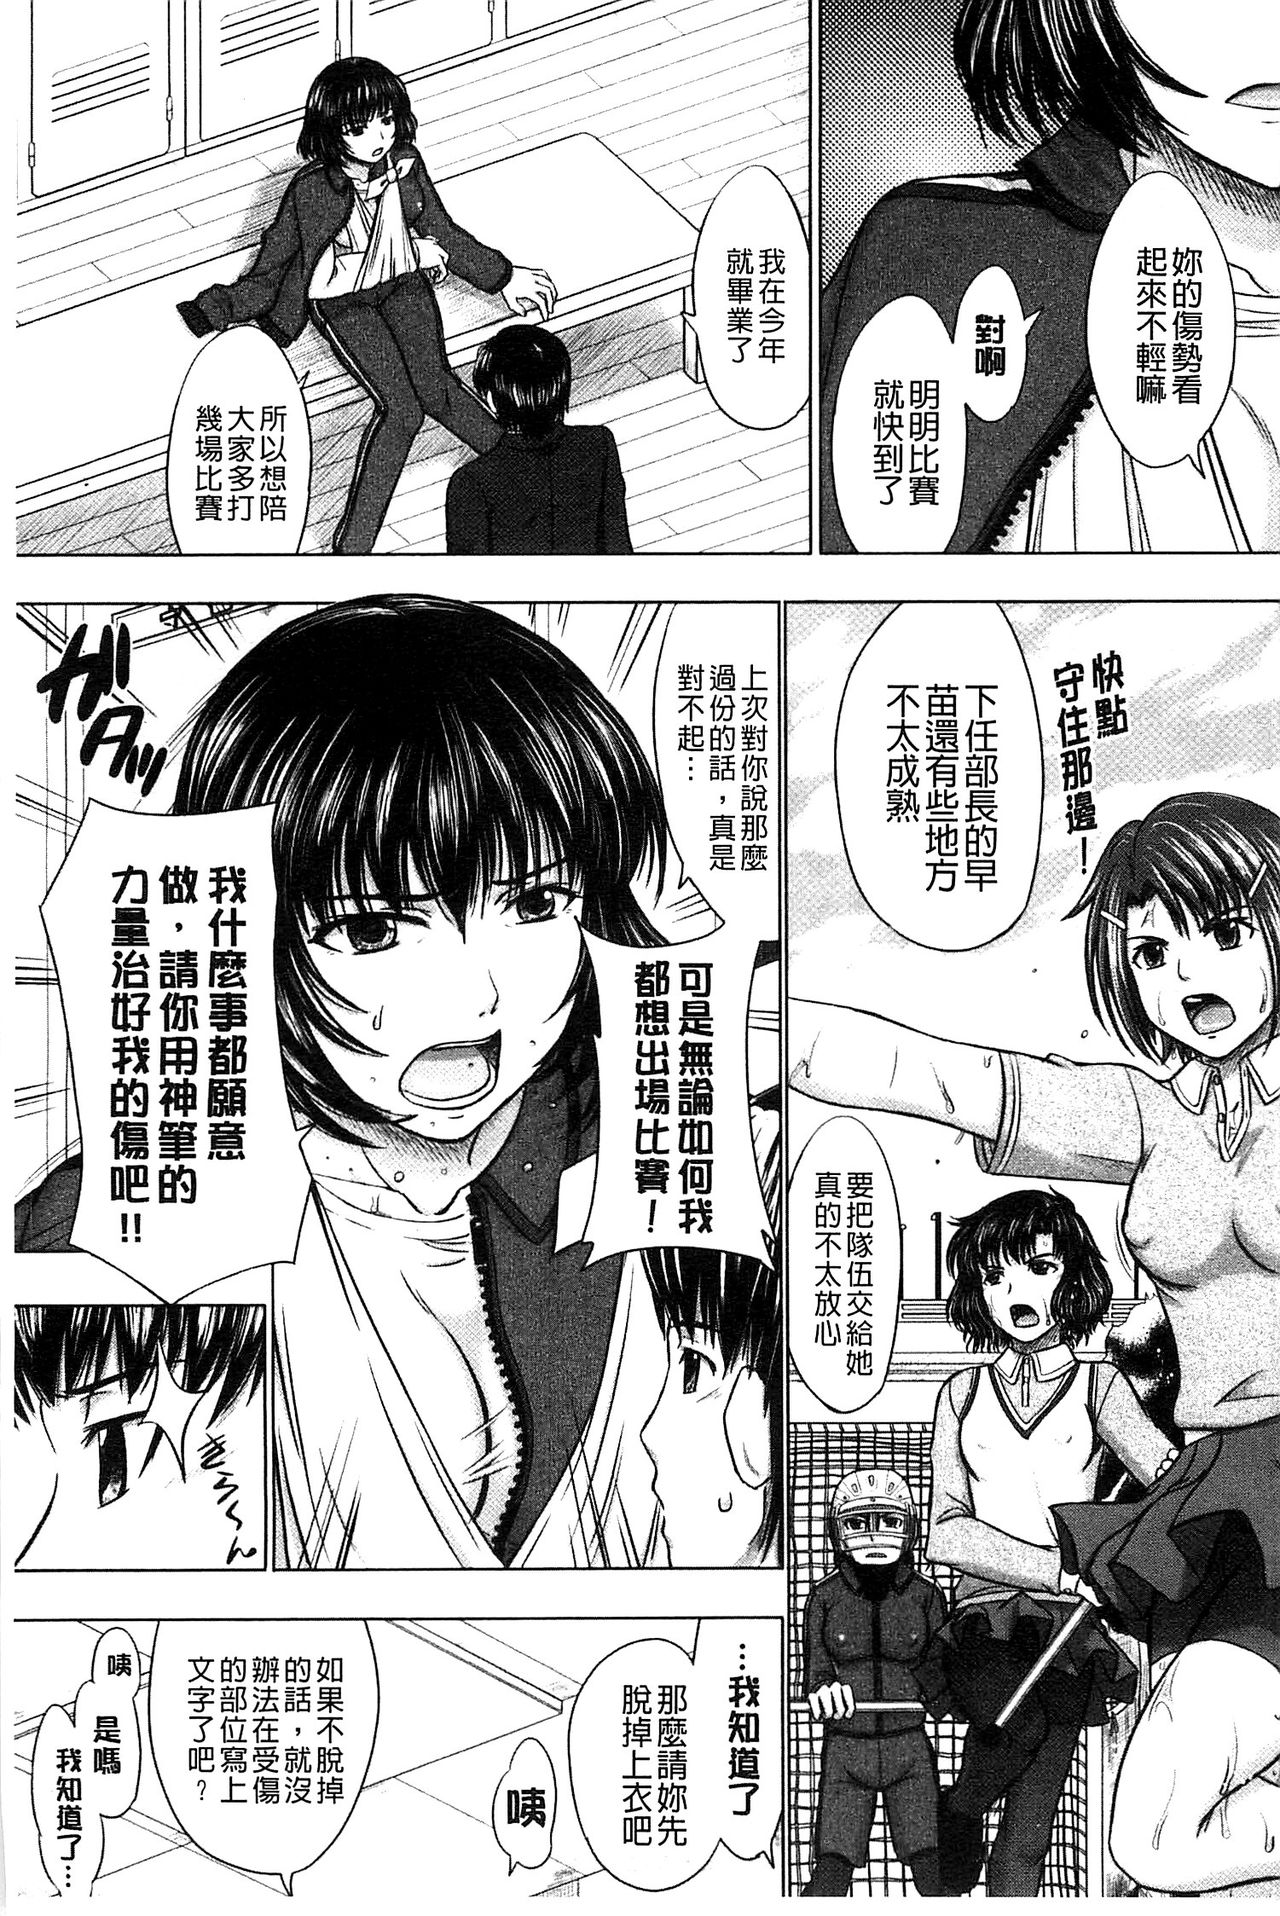 妳的傷勢看
起來不輕嘛
對啊
明明比賽
就快到了
我在今年
就畢業了
所以想陪
大家多打
幾場比賽
快點
守住那邊！
下任部長的早
苗還有些地方
不太成熟
要把隊伍交給她
真的不太放心
上次對你說那麼
過份的話，真是
對不起…
可是無論如何我
都想出場比賽！
ガタッ
我什麼事都願意
做，請你用神筆的
力量治好我的傷吧!!
きら～ん
…我知道了
那麼請妳先
脫掉上衣吧
咦
如果不脫掉
的話，就沒
辦法在受傷
的部位寫上
文字了吧？
咦
是嗎
我知道了…